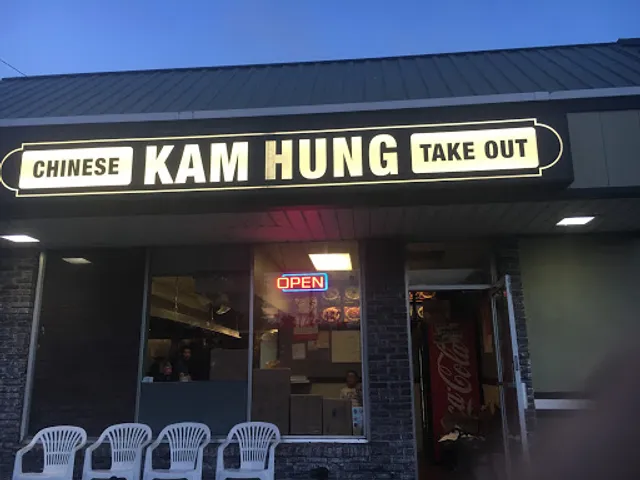 CHINESE KAM HUNG TAKE OUT
OPEN
Coca-Cola